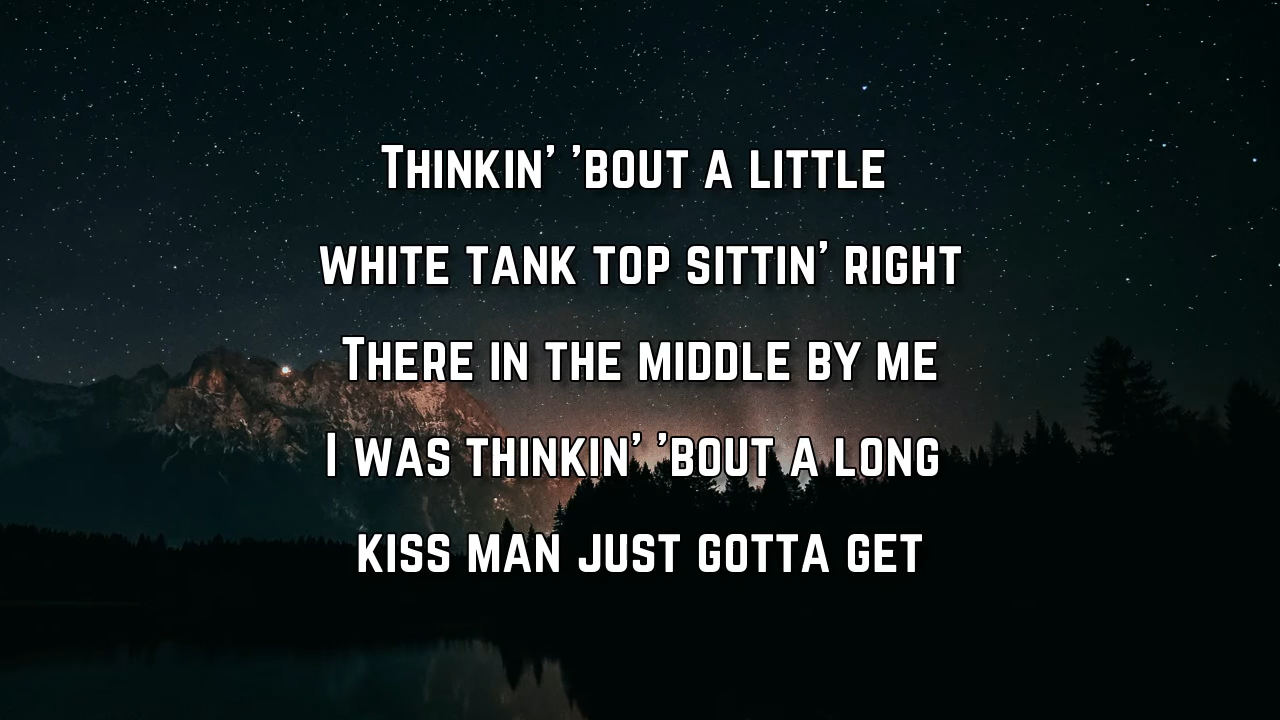 Thinkin' 'bout a little
white tank top sittin' right
There in the middle by me
I was thinkin' 'bout a long
kiss man just gotta get